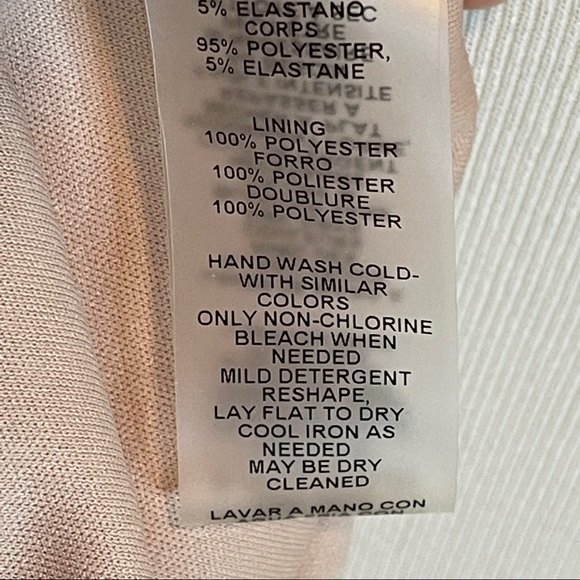 5% ELASTANO
CORPS
95% POLYESTER,
5% ELASTANE
LINING
100% POLYESTER
FORRO
100% POLIESTER
DOUBLURE
100% POLYESTER
HAND WASH COLD-
WITH SIMILAR
COLORS
ONLY NON-CHLORINE
BLEACH WHEN
NEEDED
MILD DETERGENT
RESHAPE,
LAY FLAT TO DRY
COOL IRON AS
NEEDED
MAY BE DRY
CLEANED
LAVAR A MANO CON